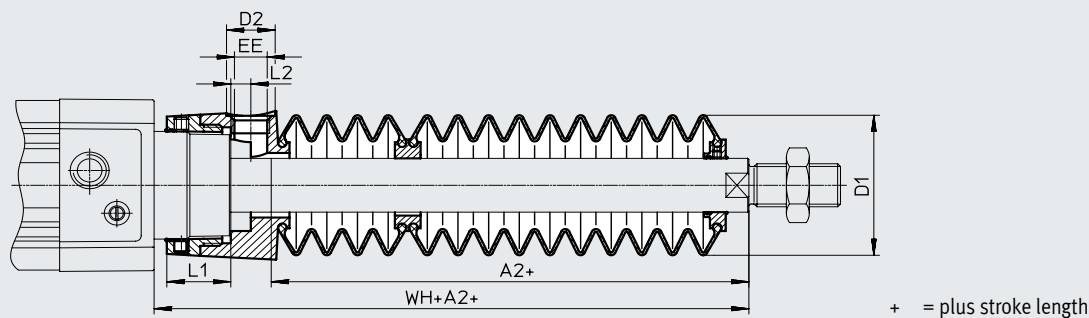 D2
EE
L2
D1
L1
A2+
WH+A2+
+ = plus stroke length